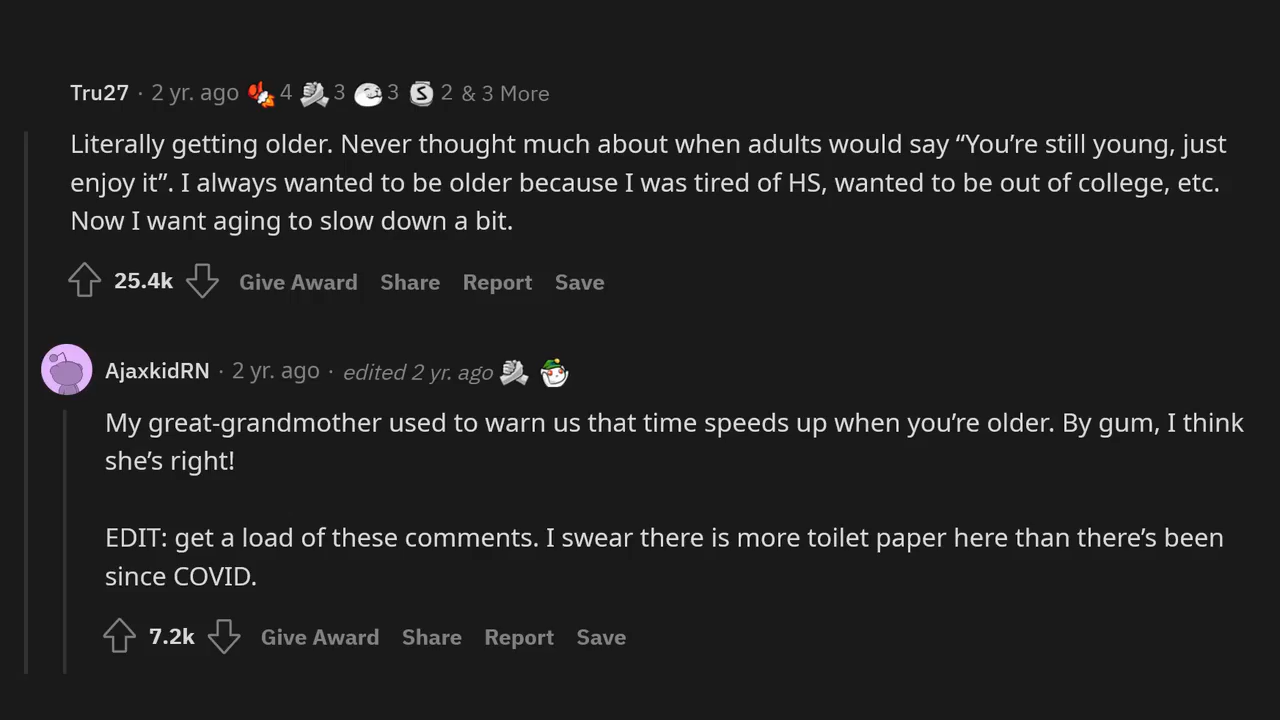 Tru27 · 2 yr. ago 4 3 3 2 & 3 More
Literally getting older. Never thought much about when adults would say “You’re still young, just
enjoy it”. I always wanted to be older because I was tired of HS, wanted to be out of college, etc.
Now I want aging to slow down a bit.
25.4k Give Award Share Report Save
AjaxkidRN · 2 yr. ago · edited 2 yr. ago
My great-grandmother used to warn us that time speeds up when you’re older. By gum, I think
she’s right!
EDIT: get a load of these comments. I swear there is more toilet paper here than there’s been
since COVID.
7.2k Give Award Share Report Save